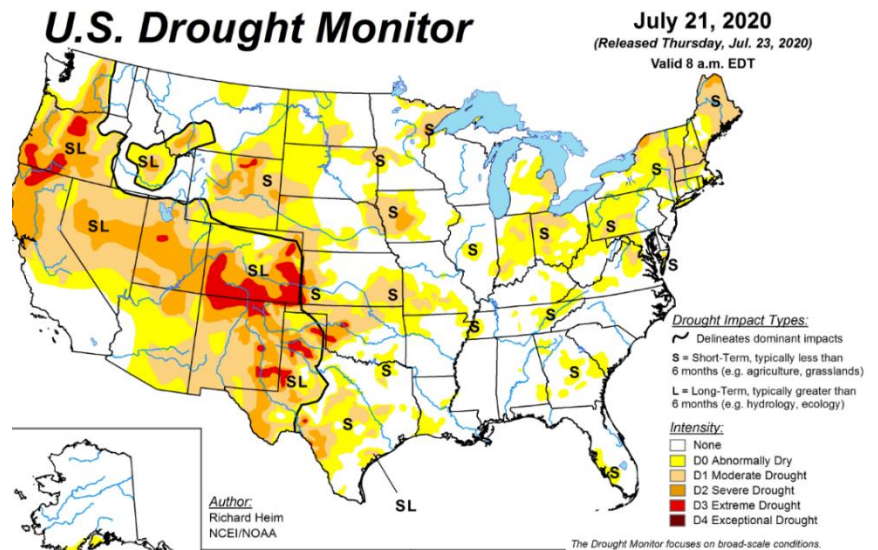 U.S. Drought Monitor
July 21, 2020
(Released Thursday, Jul. 23, 2020)
Valid 8 a.m. EDT
S
S
SL
SL
S
S
S
S
SL
S
S
S
SL
S
S
S
S
S
S
SL
S
S
S
SL
Drought Impact Types:
Delineates dominant impacts
S = Short-Term, typically less than
6 months (e.g. agriculture, grasslands)
L = Long-Term, typically greater than
6 months (e.g. hydrology, ecology)
Intensity:
None
D0 Abnormally Dry
D1 Moderate Drought
D2 Severe Drought
D3 Extreme Drought
D4 Exceptional Drought
Author:
Richard Heim
NCEI/NOAA
The Drought Monitor focuses on broad-scale conditions.